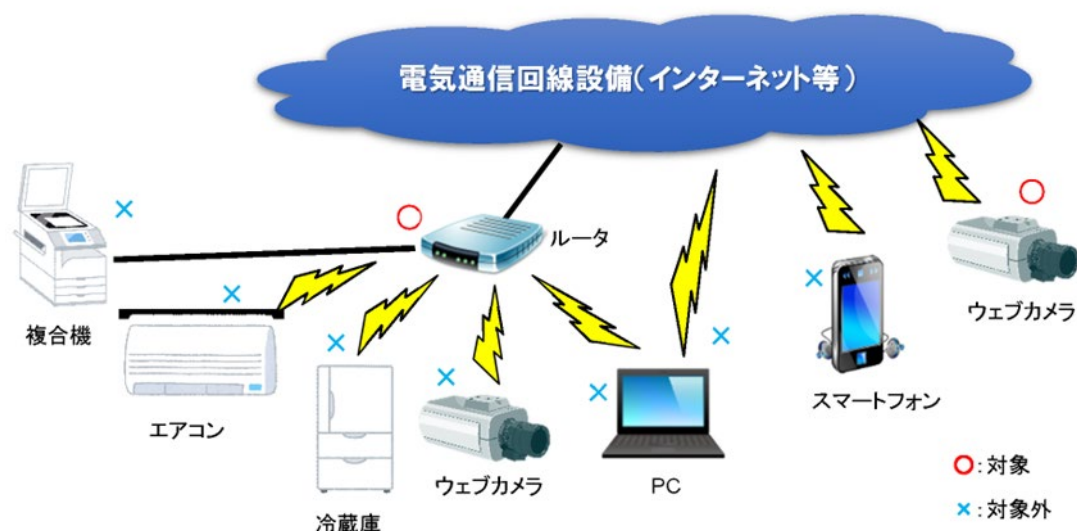 電気通信回線設備(インターネット等)
ルータ
複合機
エアコン
冷蔵庫
ウェブカメラ
PC
スマートフォン
ウェブカメラ
○:対象
×:対象外